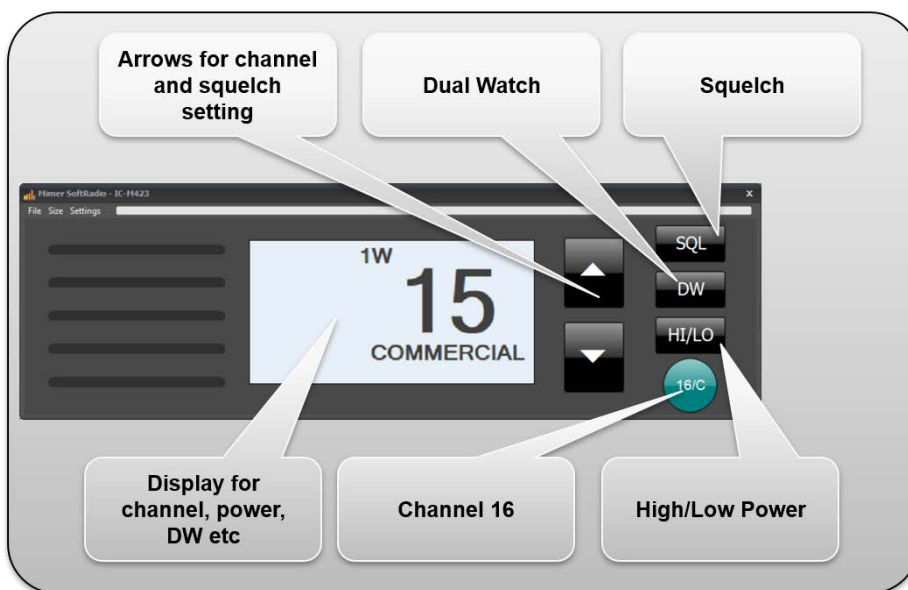 Arrows for channel
and squelch
setting
Dual Watch
Squelch
Mimer SoftRadio - IC-M423
x
File Size Settings
1W
15
COMMERCIAL
SQL
DW
HI/LO
16/C
Display for
channel, power,
DW etc
Channel 16
High/Low Power